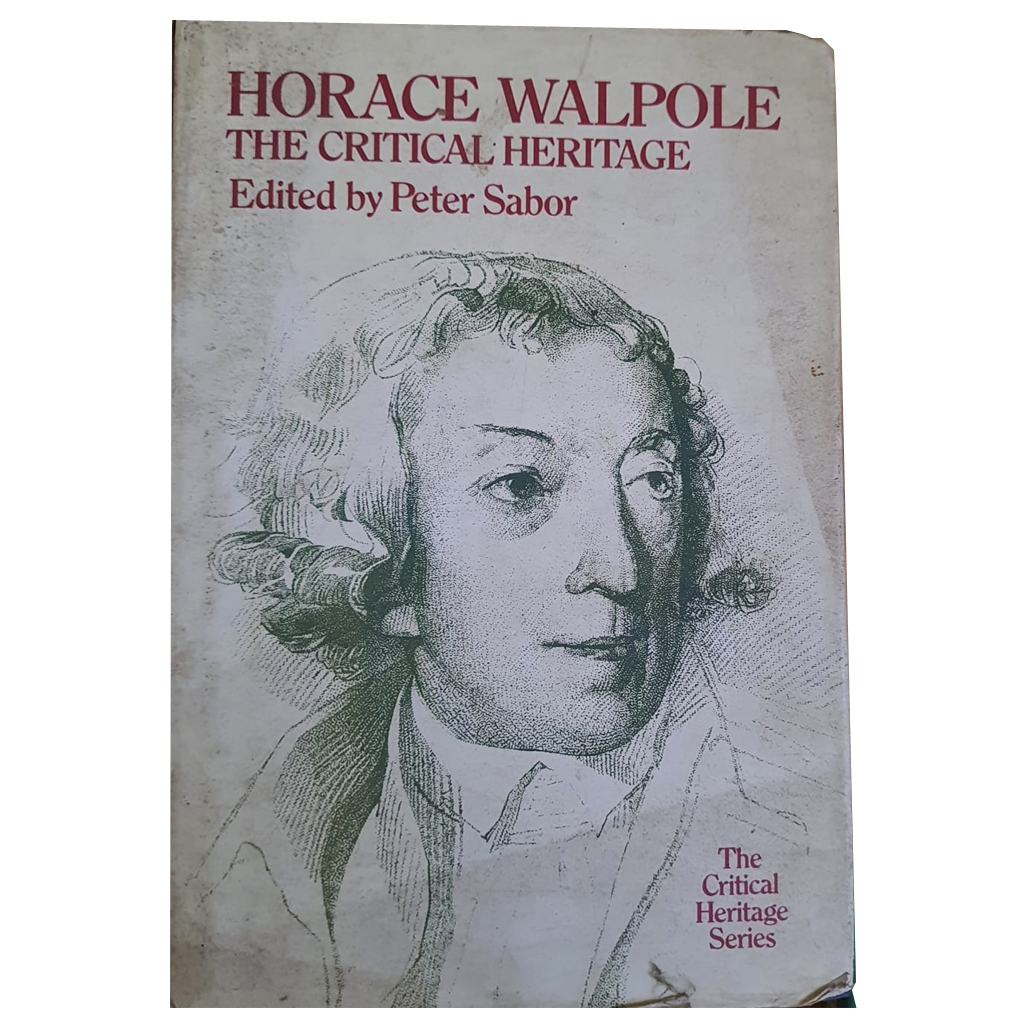 HORACE WALPOLE
THE CRITICAL HERITAGE
Edited by Peter Sabor
The
Critical
Heritage
Series